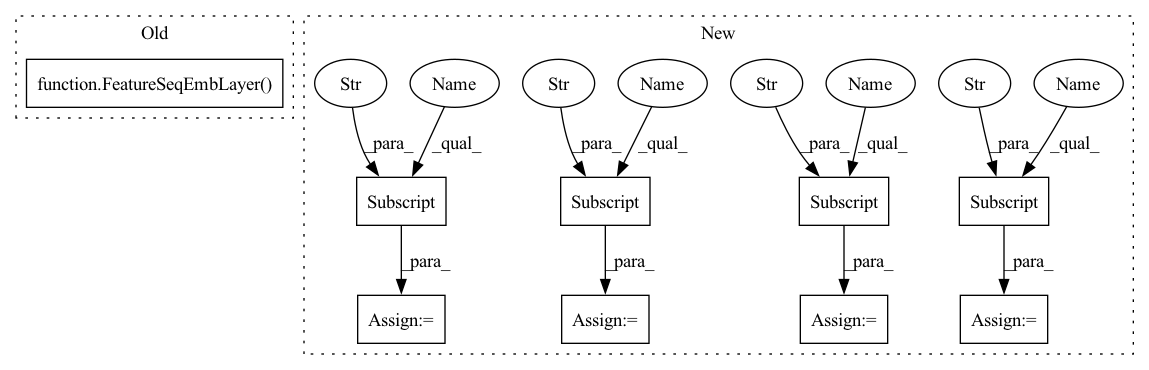 Old
New
function.FeatureSeqEmbLayer()
Str
Name
Str
Name
Str
Name
Str
Name
_para_
_qual_
_para_
_qual_
_para_
_qual_
_para_
_qual_
Subscript
Subscript
Subscript
Subscript
_para_
_para_
_para_
_para_
Assign:=
Assign:=
Assign:=
Assign:=